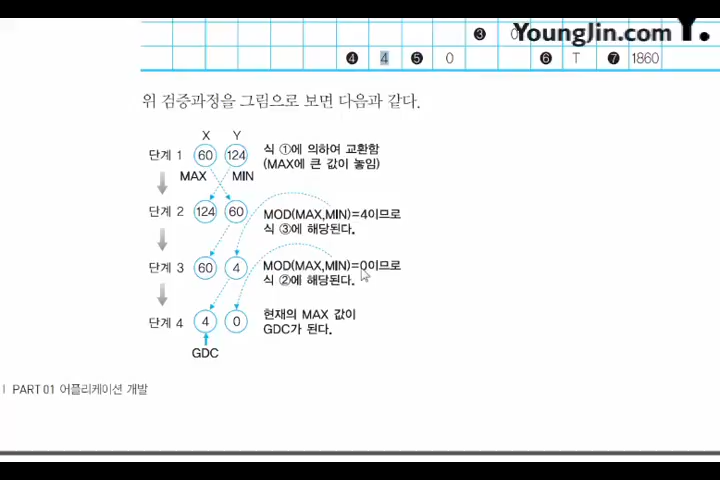 ❸ 0
YoungJin.com Y.
❹ 4 ❺ 0 ❻ T ❼ 1860
위 검증과정을 그림으로 보면 다음과 같다.
X Y
단계 1 60 124 식 ①에 의하여 교환함
(MAX에 큰 값이 놓임)
MAX MIN
단계 2 124 60 MOD(MAX,MIN)=4이므로
식 ③에 해당된다.
단계 3 60 4 MOD(MAX,MIN)=0이므로
식 ②에 해당된다.
단계 4 4 0 현재의 MAX 값이
GDC가 된다.
GDC
| PART 01 어플리케이션 개발